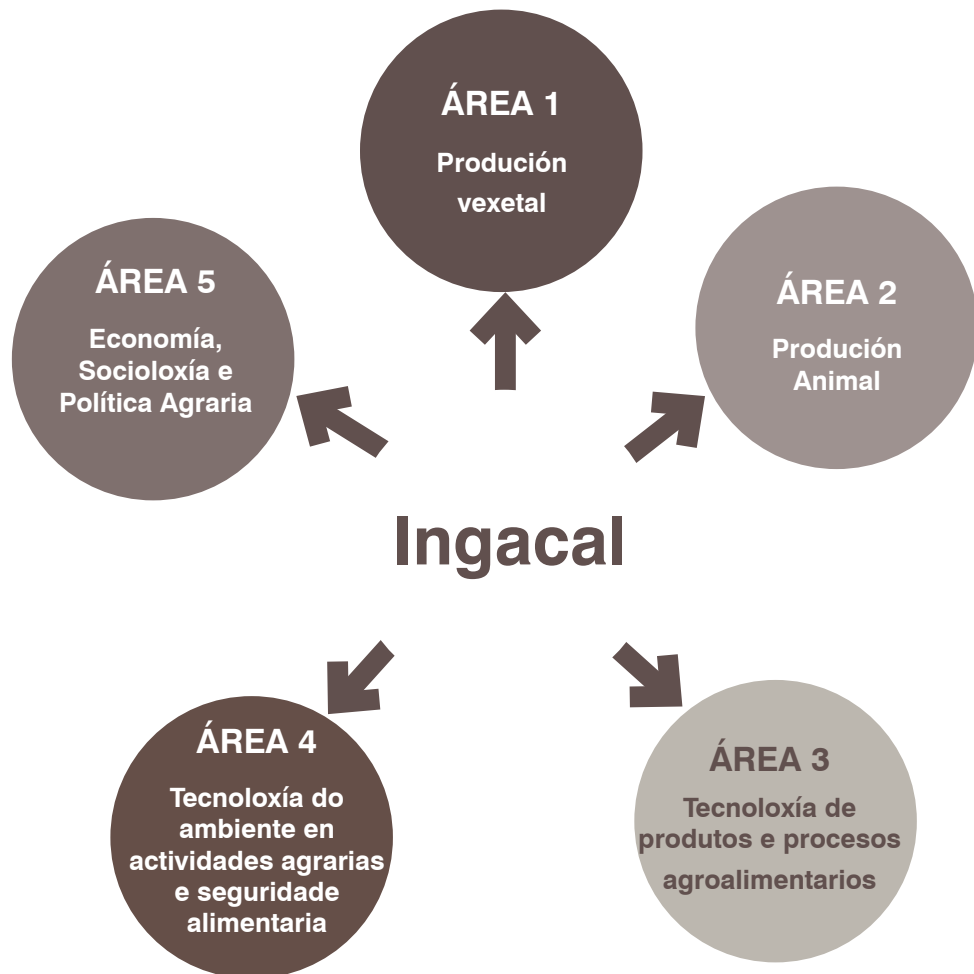 ÁREA 1
Produción
vexetal
ÁREA 2
Produción
Animal
ÁREA 5
Economía,
Socioloxía e
Política Agraria
Ingacal
ÁREA 4
Tecnoloxía do
ambiente en
actividades agrarias
e seguridade
alimentaria
ÁREA 3
Tecnoloxía de
produtos e procesos
agroalimentarios